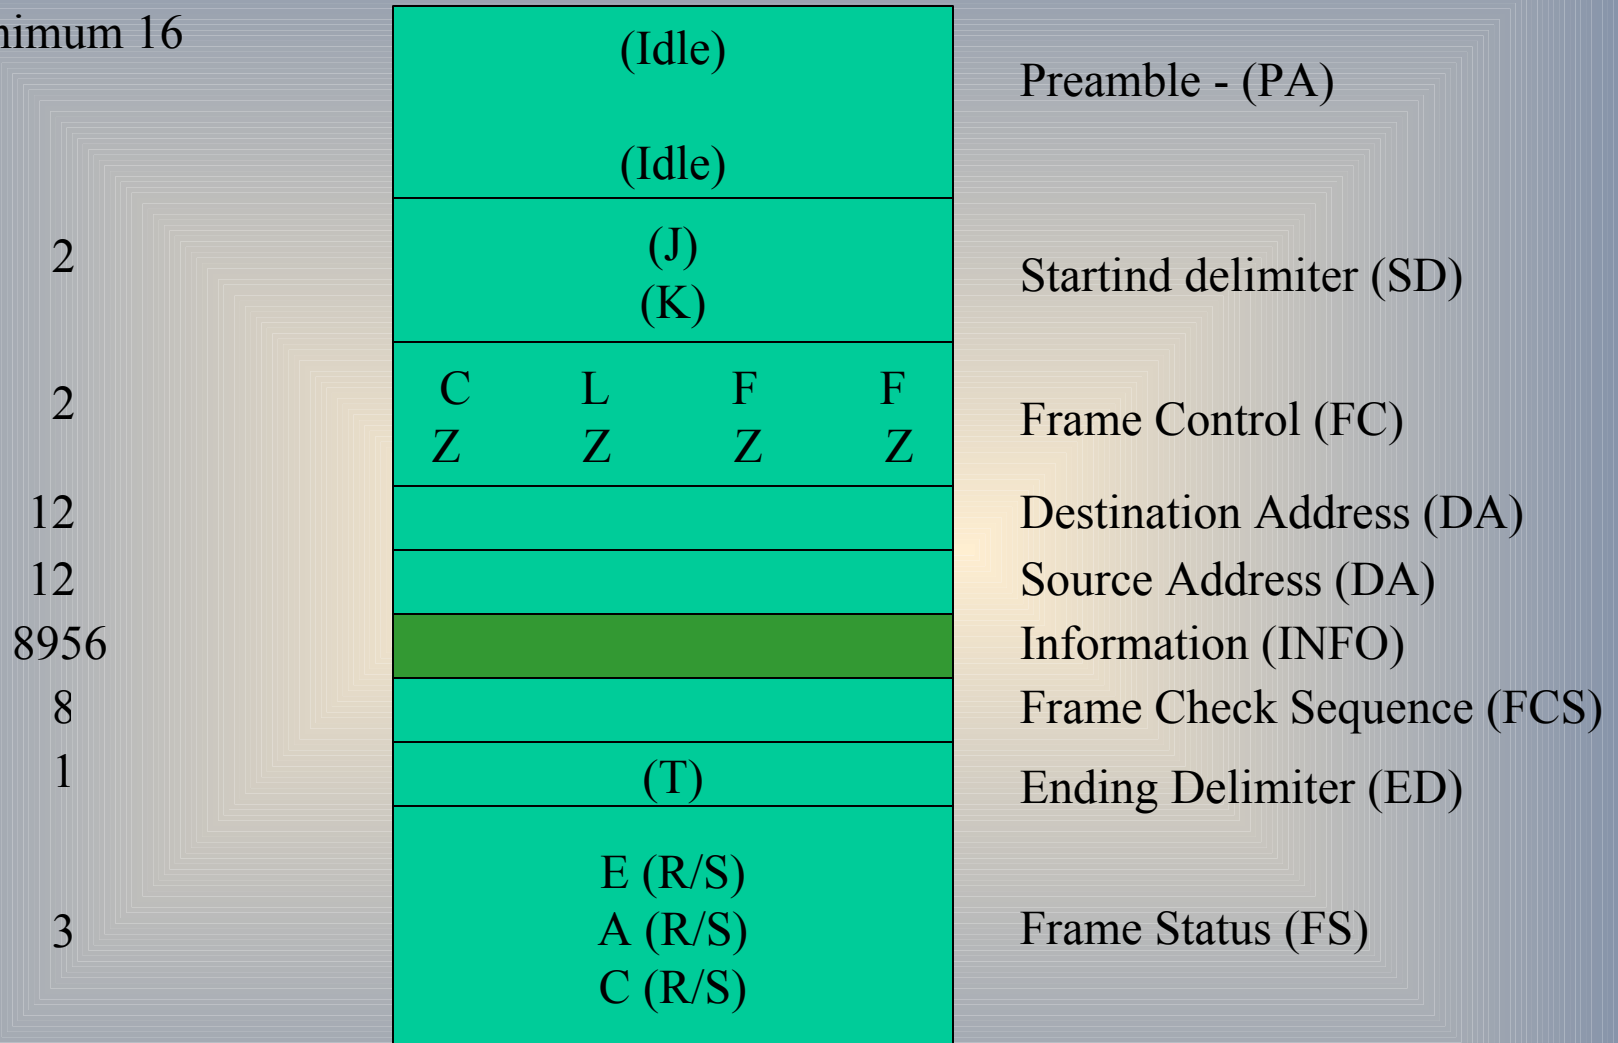 nimum 16
(Idle)
Preamble - (PA)
(Idle)
2
(J)
(K)
Startind delimiter (SD)
2
C L F F
Z Z Z Z
Frame Control (FC)
12
Destination Address (DA)
12
Source Address (DA)
8956
Information (INFO)
8
Frame Check Sequence (FCS)
1
(T)
Ending Delimiter (ED)
3
E (R/S)
A (R/S)
C (R/S)
Frame Status (FS)